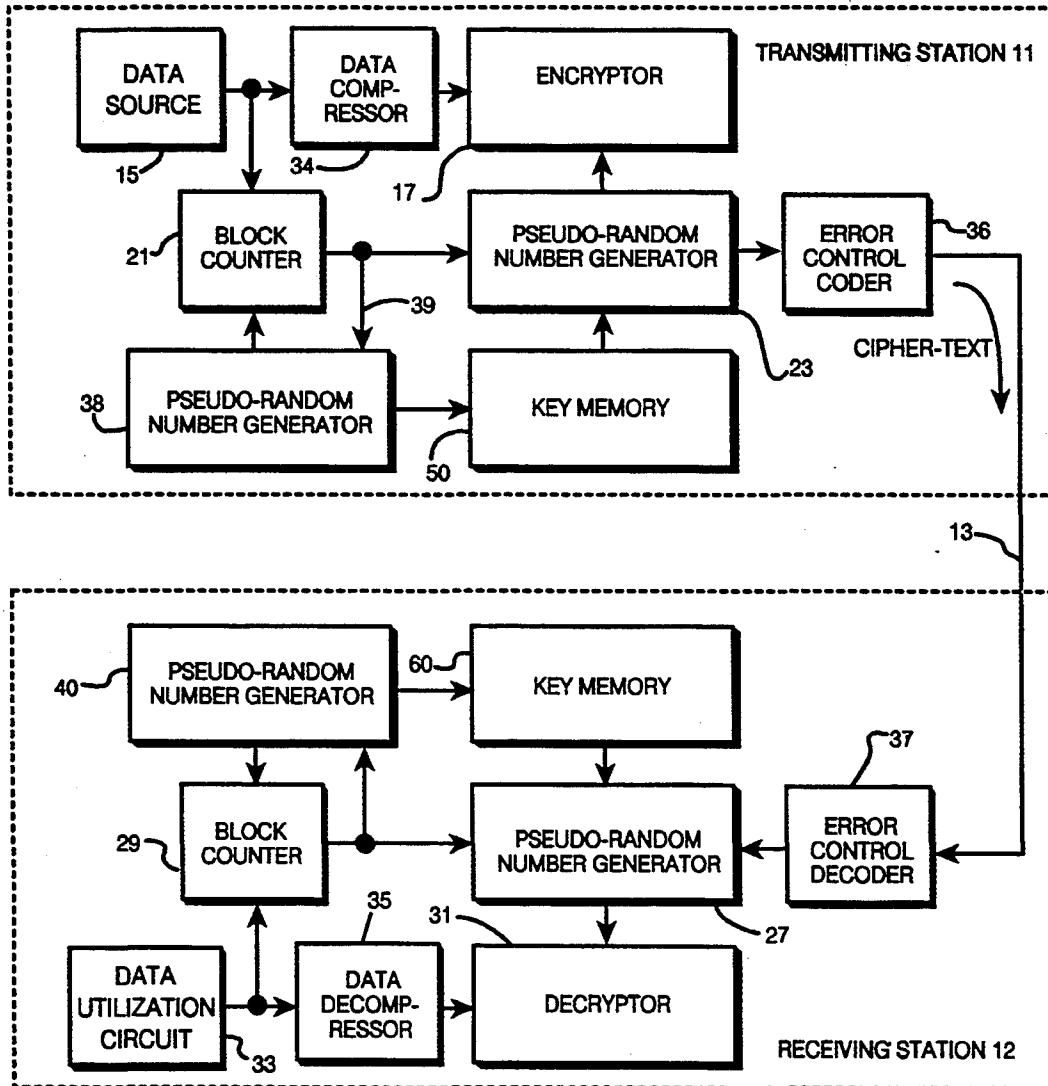 TRANSMITTING STATION 11
DATA
SOURCE
15
DATA
COMP-
RESSOR
34
ENCRYPTOR
17
BLOCK
COUNTER
21
PSEUDO-RANDOM
NUMBER GENERATOR
23
ERROR
CONTROL
CODER
36
39
CIPHER-TEXT
PSEUDO-RANDOM
NUMBER GENERATOR
38
KEY MEMORY
50
13
PSEUDO-RANDOM
NUMBER GENERATOR
40
KEY MEMORY
60
BLOCK
COUNTER
29
PSEUDO-RANDOM
NUMBER GENERATOR
27
ERROR
CONTROL
DECODER
37
DATA
UTILIZATION
CIRCUIT
33
DATA
DECOMP-
RESSOR
35
DECRYPTOR
31
RECEIVING STATION 12